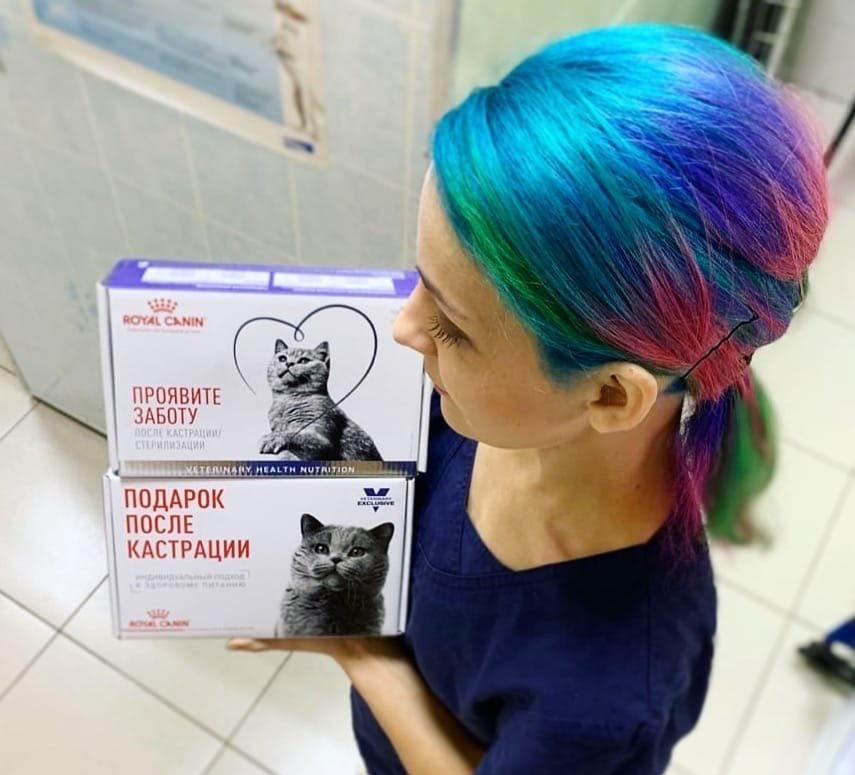 ROYAL CANIN
ПРОЯВИТЕ
ЗАБОТУ
ПОСЛЕ КАСТРАЦИИ/
СТЕРИЛИЗАЦИИ
VETERINARY HEALTH NUTRITION
ПОДАРОК
ПОСЛЕ
КАСТРАЦИИ
VETERINARY
EXCLUSIVE
ИНДИВИДУАЛЬНЫЙ ПОДХОД
К ЗДОРОВОМУ ПИТАНИЮ
ROYAL CANIN